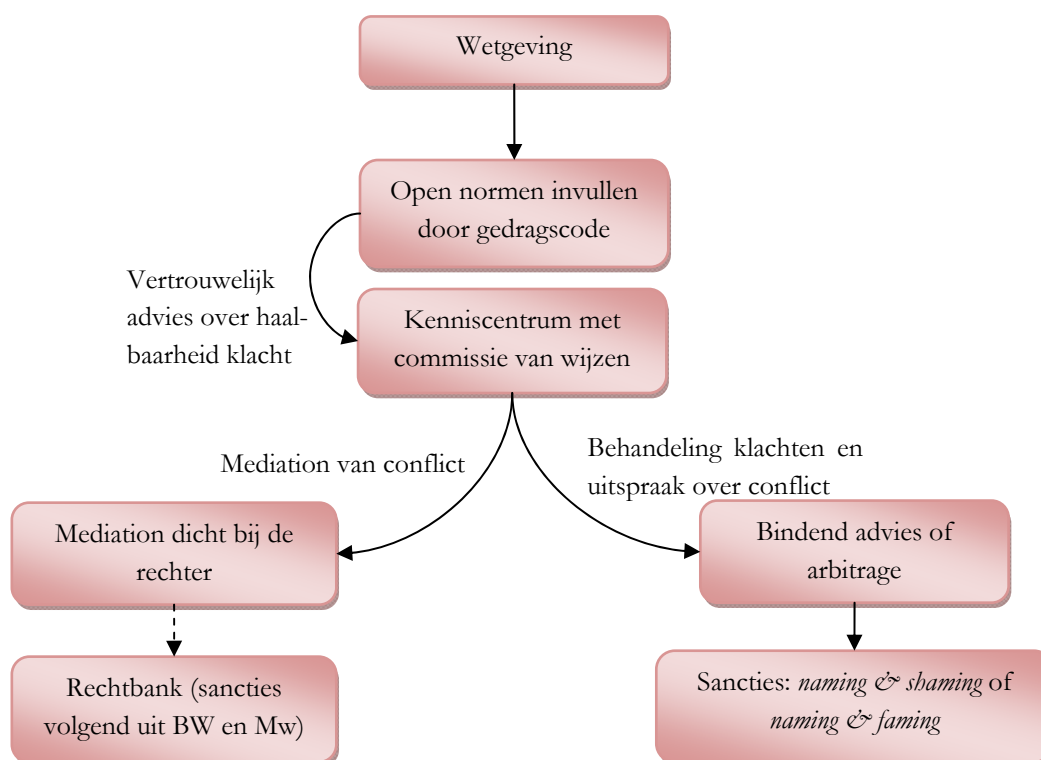 Wetgeving
Open normen invullen
door gedragscode
Vertrouwelijk
advies over haal-
baarheid klacht
Kenniscentrum met
commissie van wijzen
Mediation van conflict
Behandeling klachten en
uitspraak over conflict
Mediation dicht bij de
rechter
Bindend advies of
arbitrage
Rechtbank (sancties
volgend uit BW en Mw)
Sancties: naming & shaming of
naming & faming